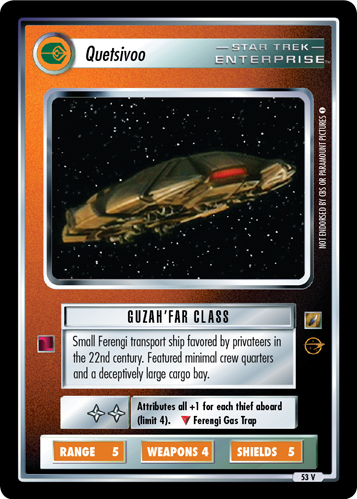 Quetsivoo
STAR TREK
ENTERPRISE
NOT ENDORSED BY CBS OR PARAMOUNT PICTURES
GUZAH'FAR CLASS
Small Ferengi transport ship favored by privateers in
the 22nd century. Featured minimal crew quarters
and a deceptively large cargo bay.
Attributes all +1 for each thief aboard
(limit 4). ▼ Ferengi Gas Trap
RANGE 5 WEAPONS 4 SHIELDS 5
53 V